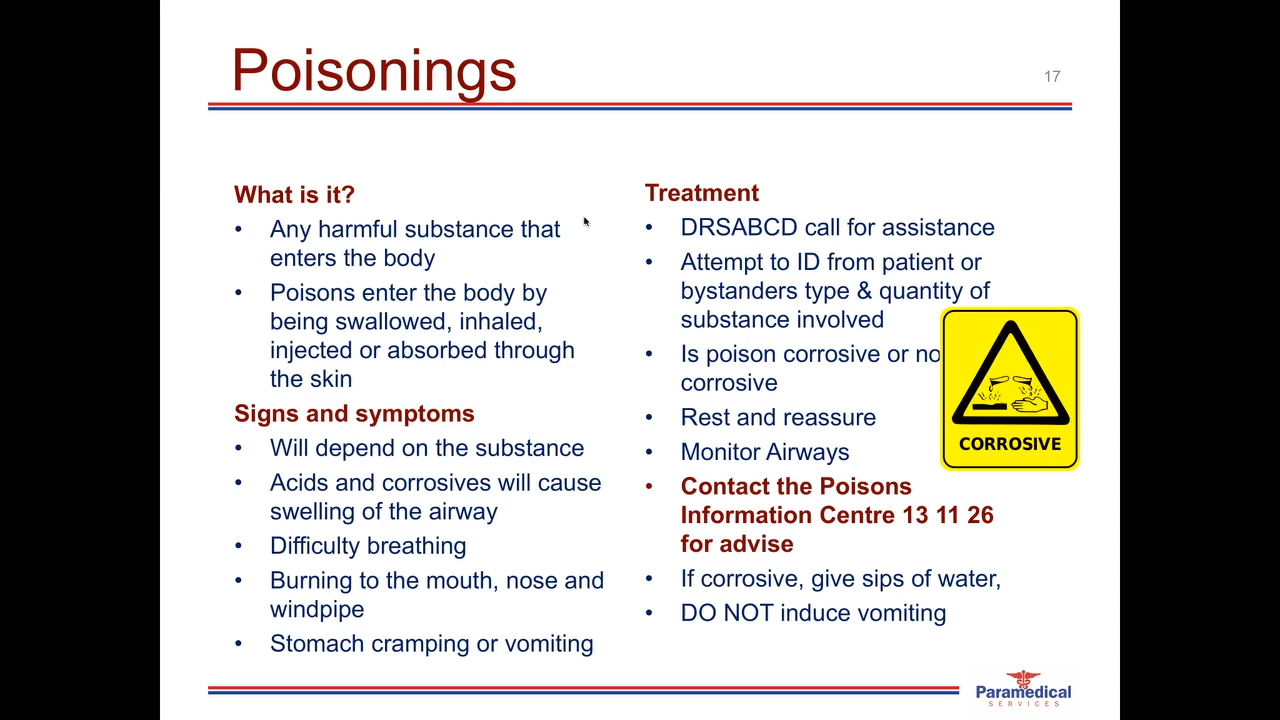 Poisonings
17
What is it?
• Any harmful substance that
enters the body
• Poisons enter the body by
being swallowed, inhaled,
injected or absorbed through
the skin
Signs and symptoms
• Will depend on the substance
• Acids and corrosives will cause
swelling of the airway
• Difficulty breathing
• Burning to the mouth, nose and
windpipe
• Stomach cramping or vomiting
Treatment
• DRSABCD call for assistance
• Attempt to ID from patient or
bystanders type & quantity of
substance involved
• Is poison corrosive or no
corrosive
• Rest and reassure
• Monitor Airways
• Contact the Poisons
Information Centre 13 11 26
for advise
• If corrosive, give sips of water,
• DO NOT induce vomiting
CORROSIVE
Paramedical
SERVICES